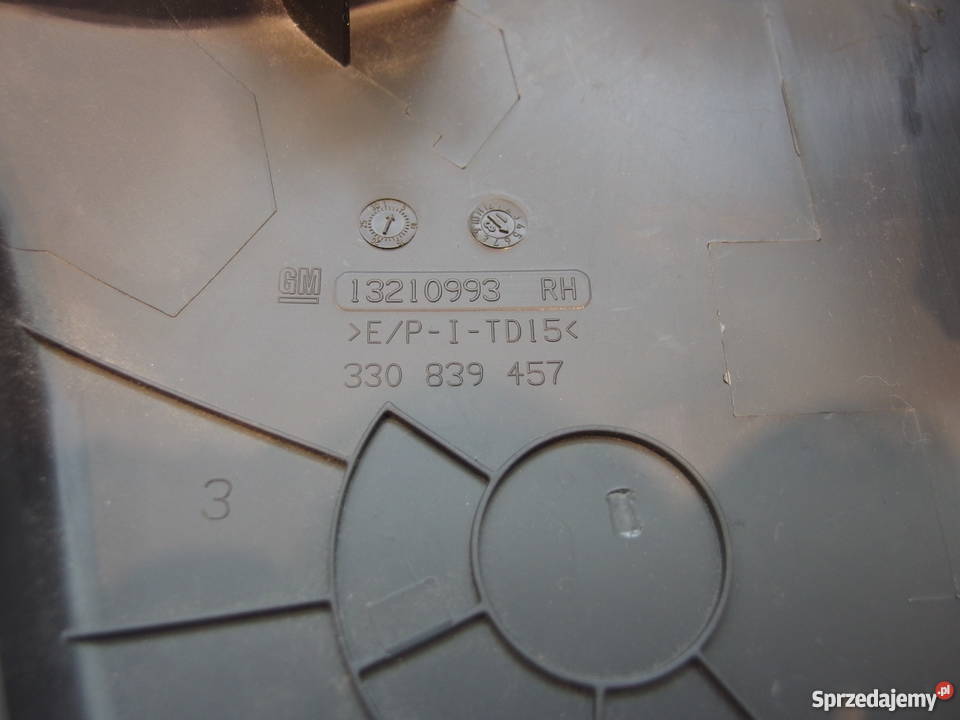 GM 13210993 RH
>E/P-I-TD15<
330 839 457
3
Sprzedajemy.pl